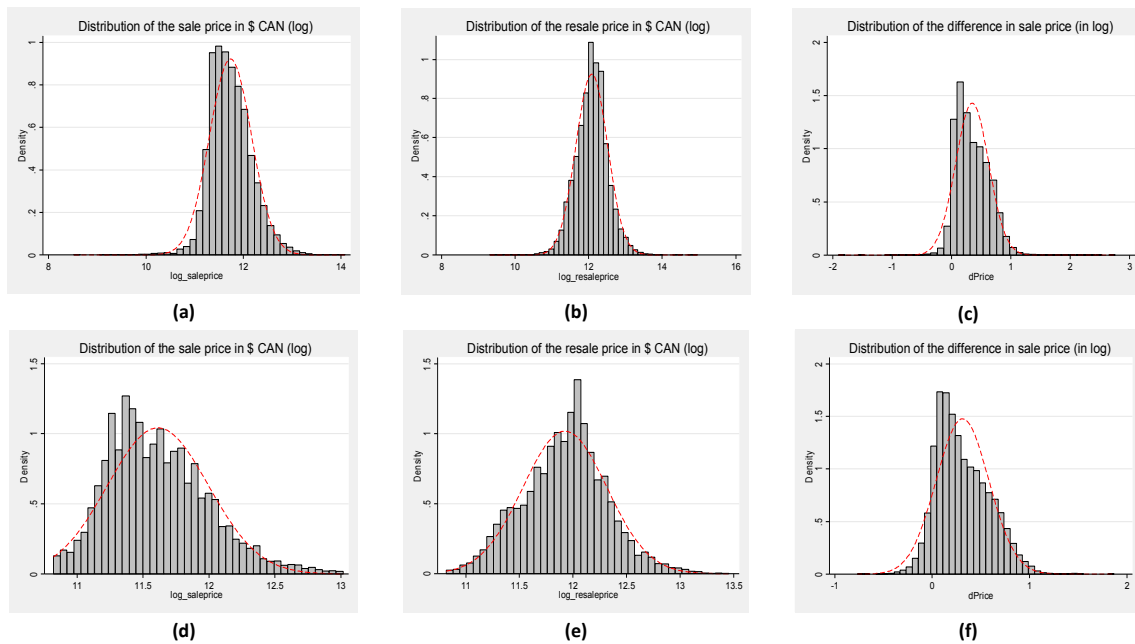 Distribution of the sale price in $ CAN (log)
Density
0 .2 .4 .6 .8 1
8 10 12 14
log_saleprice
(a)
Distribution of the resale price in $ CAN (log)
Density
0 .2 .4 .6 .8 1
8 10 12 14 16
log_resaleprice
(b)
Distribution of the difference in sale price (in log)
Density
0 .5 1 1.5 2
-2 -1 0 1 2 3
dPrice
(c)
Distribution of the sale price in $ CAN (log)
Density
0 .5 1 1.5
11 11.5 12 12.5 13
log_saleprice
(d)
Distribution of the resale price in $ CAN (log)
Density
0 .5 1 1.5
11 11.5 12 12.5 13 13.5
log_resaleprice
(e)
Distribution of the difference in sale price (in log)
Density
0 .5 1 1.5 2
-1 0 1 2
dPrice
(f)